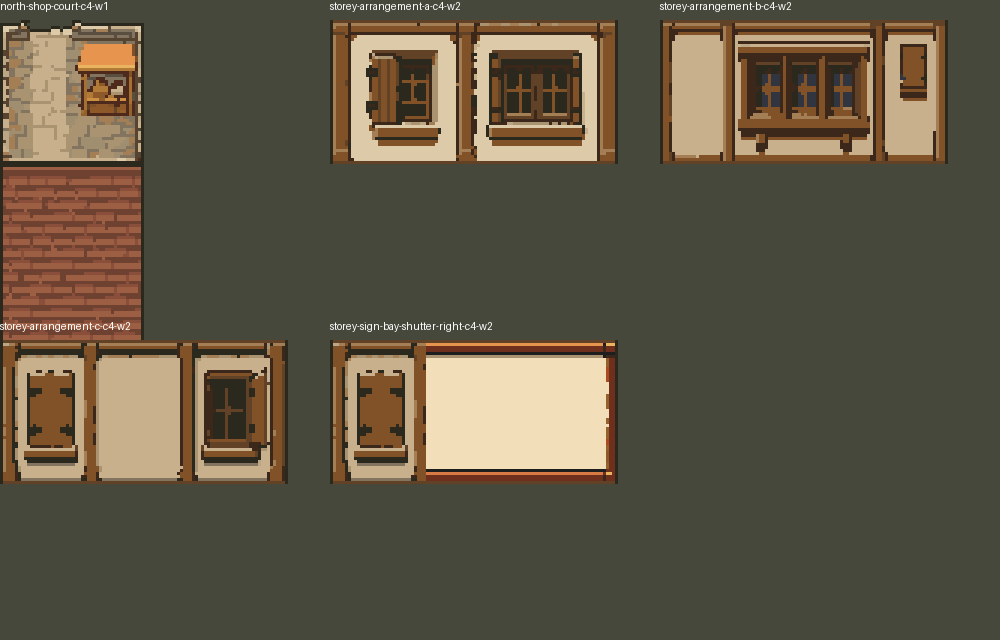 north-shop-court-c4-w1
storey-arrangement-a-c4-w2
storey-arrangement-b-c4-w2
storey-arrangement-c-c4-w2
storey-sign-bay-shutter-right-c4-w2